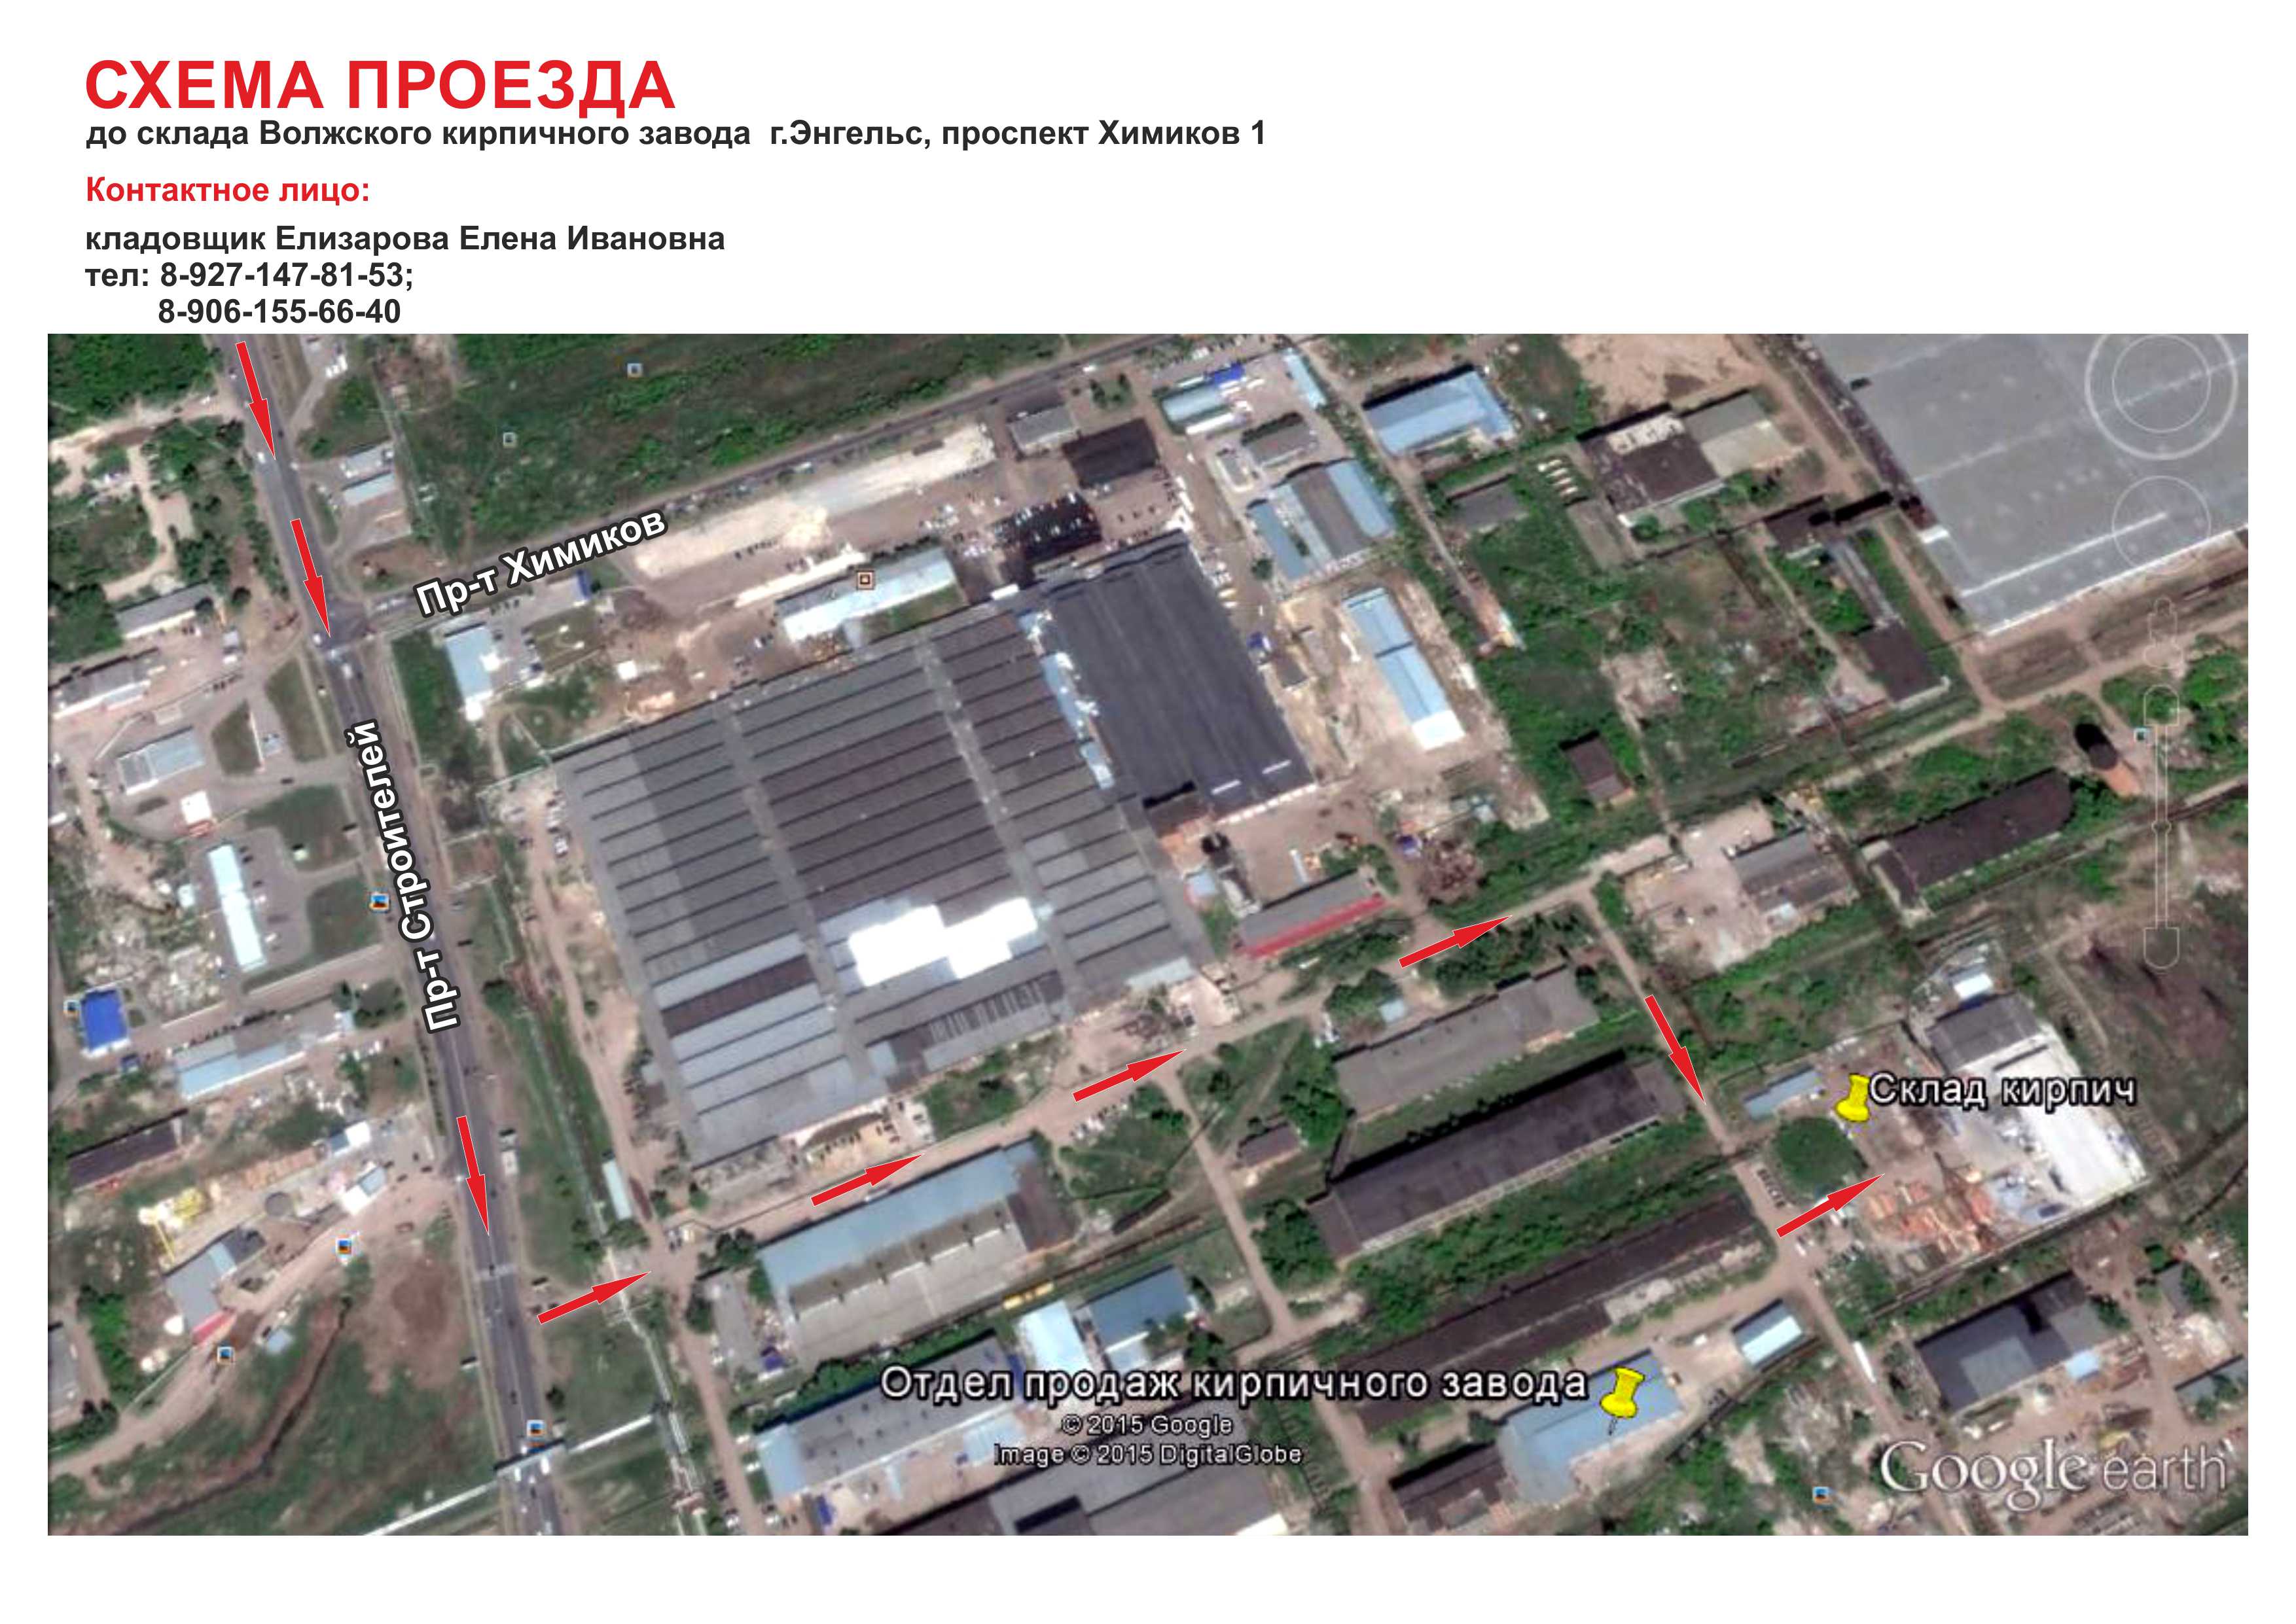 СХЕМА ПРОЕЗДА
до склада Волжского кирпичного завода г.Энгельс, проспект Химиков 1
Контактное лицо:
кладовщик Елизарова Елена Ивановна
тел: 8-927-147-81-53;
8-906-155-66-40
Пр-т Химиков
Пр-т Строителей
Склад кирпич
Отдел продаж кирпичного завода
© 2015 Google
Image © 2015 DigitalGlobe
Google earth